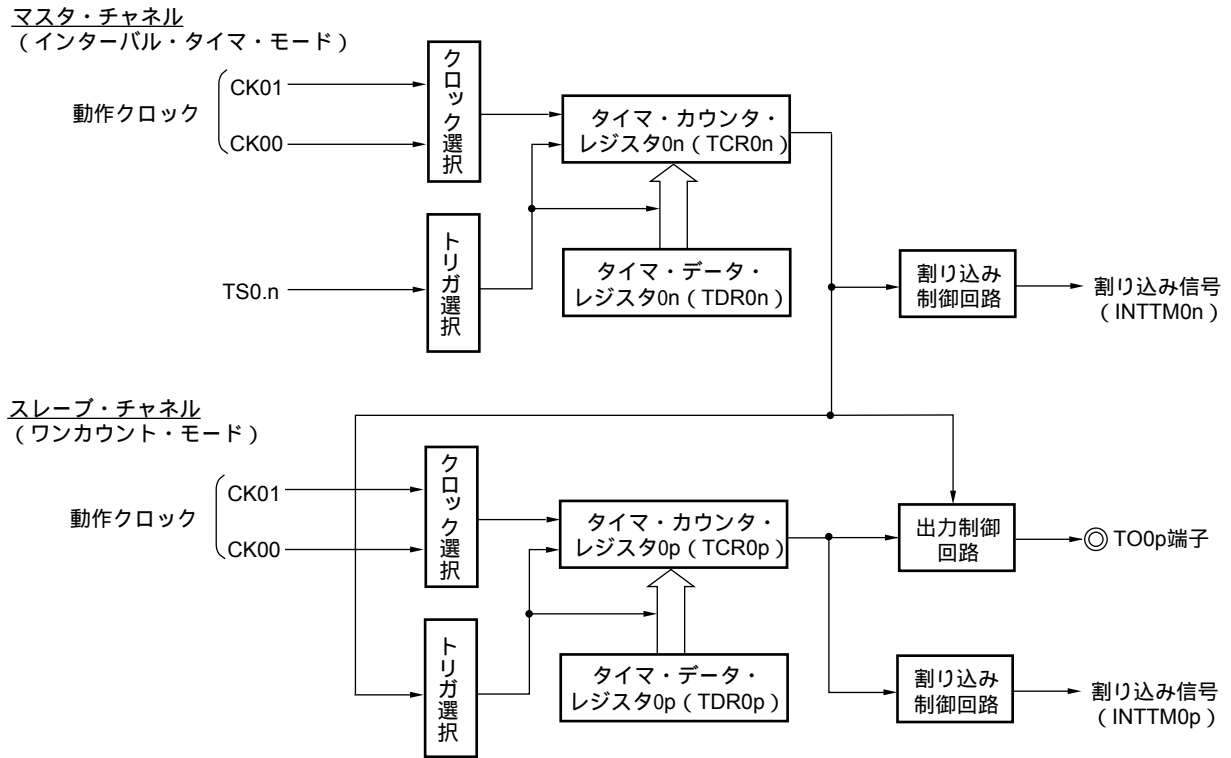 マスタ・チャネル
（インターバル・タイマ・モード）
動作クロック
CK01
CK00
クロック選択
タイマ・カウンタ・
レジスタ0n（TCR0n）
TS0.n
トリガ選択
タイマ・データ・
レジスタ0n（TDR0n）
割り込み
制御回路
割り込み信号
（INTTM0n）
スレーブ・チャネル
（ワンカウント・モード）
動作クロック
CK01
CK00
クロック選択
タイマ・カウンタ・
レジスタ0p（TCR0p）
出力制御
回路
TO0p端子
トリガ選択
タイマ・データ・
レジスタ0p（TDR0p）
割り込み
制御回路
割り込み信号
（INTTM0p）